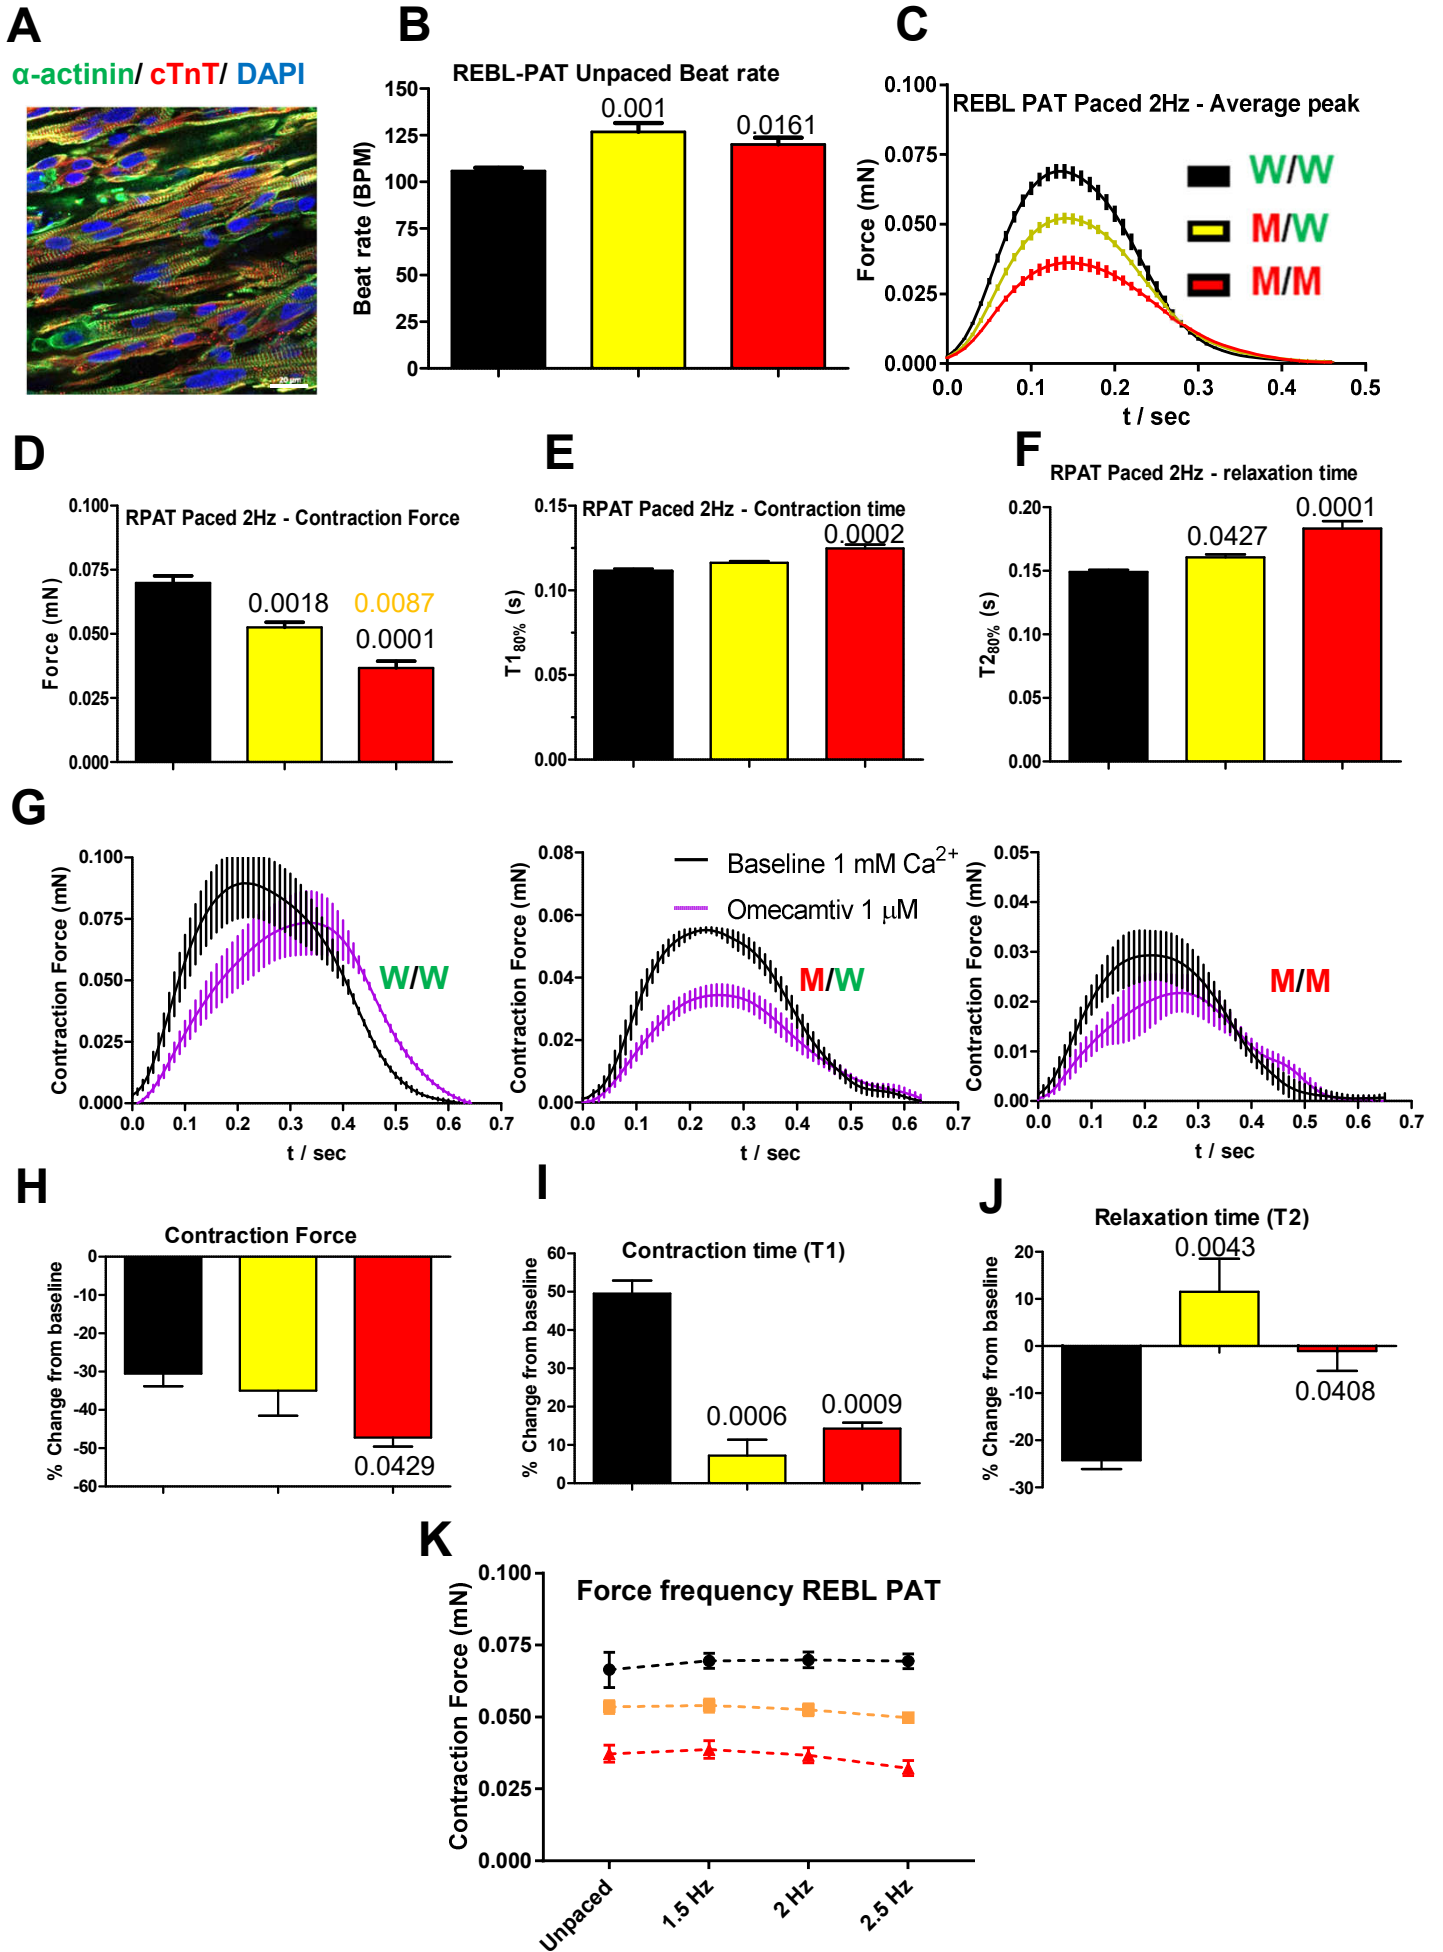 A
α-actinin/ cTnT/ DAPI
20 µm
B
REBL-PAT Unpaced Beat rate
Beat rate (BPM)
150
125
100
75
50
25
0
0.001
0.0161
C
REBL PAT Paced 2Hz - Average peak
Force (mN)
0.100
0.075
0.050
0.025
0.000
0.0 0.1 0.2 0.3 0.4 0.5
t / sec
W/W
M/W
M/M
D
RPAT Paced 2Hz - Contraction Force
Force (mN)
0.100
0.075
0.050
0.025
0.000
0.0018
0.0087
0.0001
E
RPAT Paced 2Hz - Contraction time
T180% (s)
0.15
0.10
0.05
0.00
0.0002
F
RPAT Paced 2Hz - relaxation time
T280% (s)
0.20
0.15
0.10
0.05
0.00
0.0427
0.0001
G
Contraction Force (mN)
0.100
0.075
0.050
0.025
0.000
0.0 0.1 0.2 0.3 0.4 0.5 0.6 0.7
t / sec
W/W
Contraction Force (mN)
0.08
0.06
0.04
0.02
0.00
0.0 0.1 0.2 0.3 0.4 0.5 0.6 0.7
t / sec
Baseline 1 mM Ca2+
Omecamtiv 1 µM
M/W
Contraction Force (mN)
0.05
0.04
0.03
0.02
0.01
0.00
0.0 0.1 0.2 0.3 0.4 0.5 0.6 0.7
t / sec
M/M
H
Contraction Force
% Change from baseline
0
-10
-20
-30
-40
-50
-60
0.0429
I
Contraction time (T1)
% Change from baseline
60
50
40
30
20
10
0
0.0006
0.0009
J
Relaxation time (T2)
% Change from baseline
20
10
0
-10
-20
-30
0.0043
0.0408
K
Force frequency REBL PAT
Contraction Force (mN)
0.100
0.075
0.050
0.025
0.000
Unpaced
1.5 Hz
2 Hz
2.5 Hz